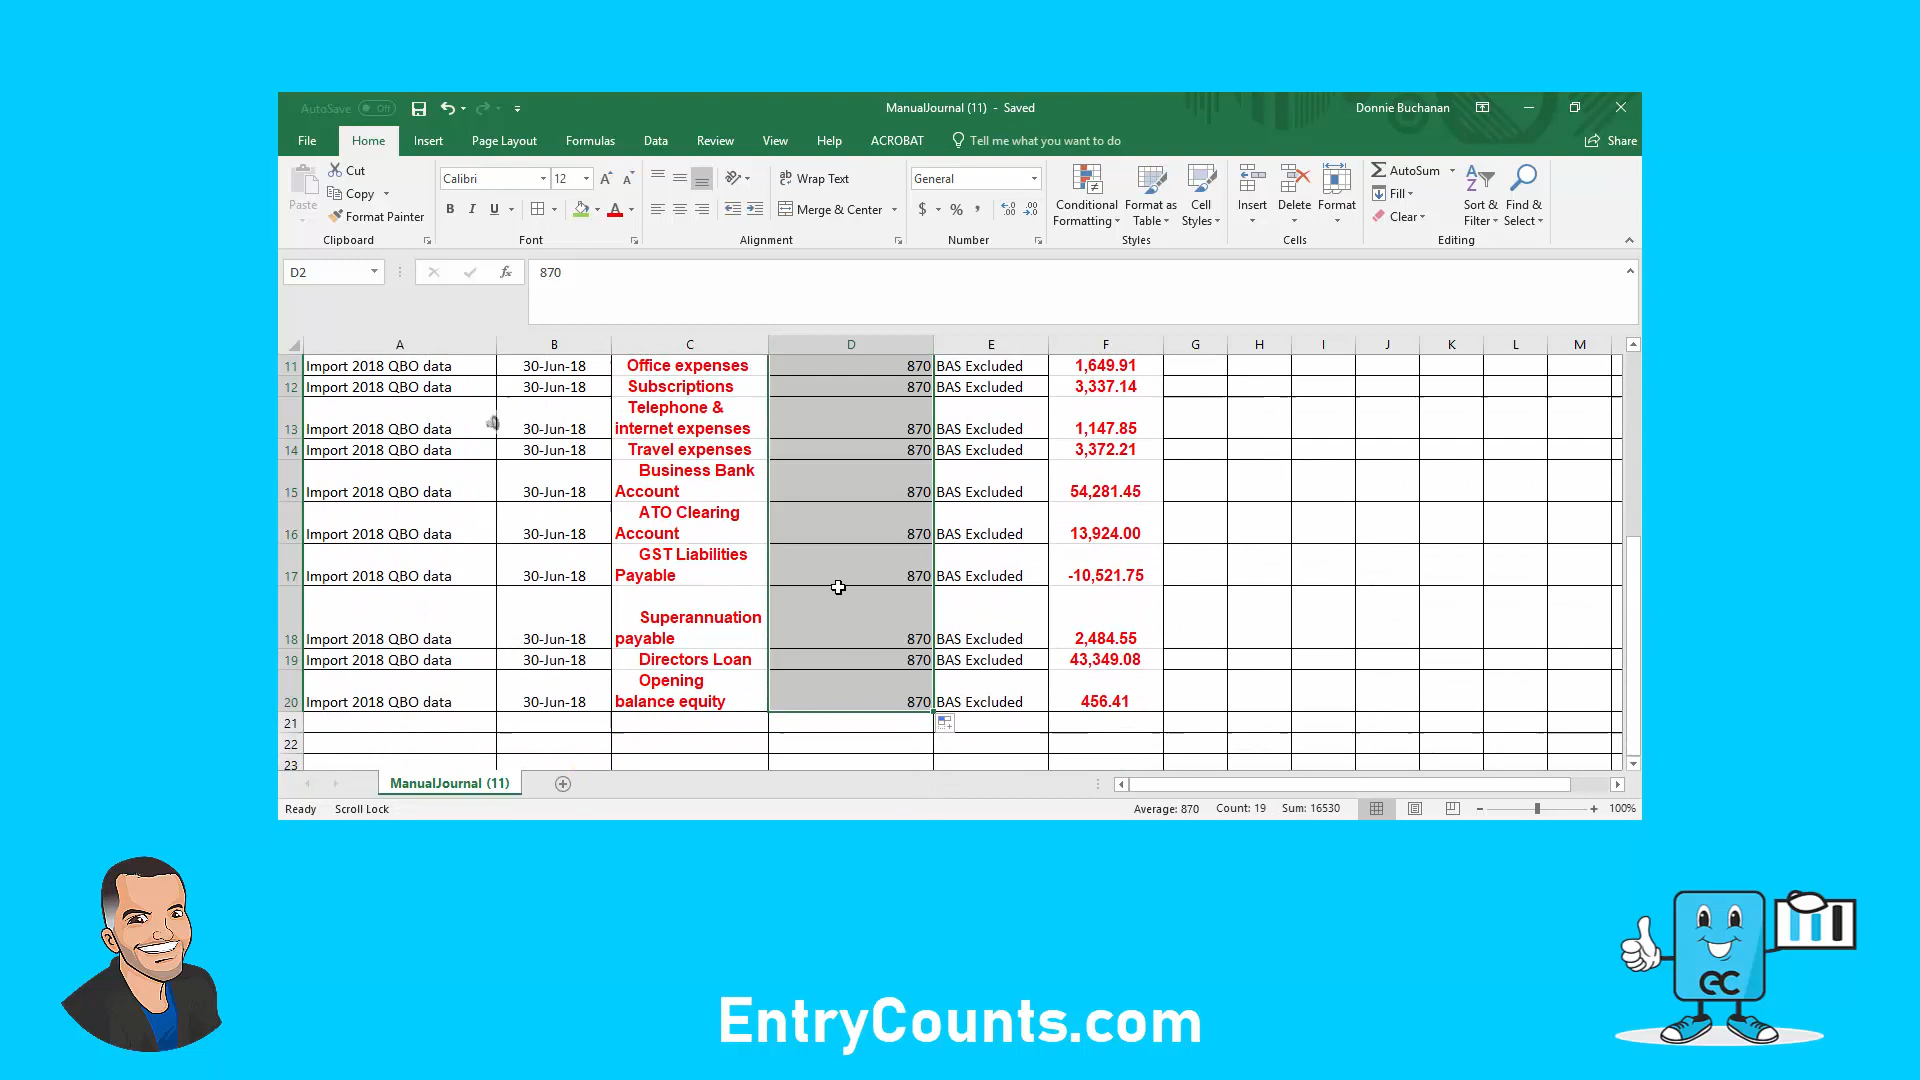 AutoSave Off ManualJournal (11) - Saved Donnie Buchanan
File Home Insert Page Layout Formulas Data Review View Help ACROBAT Tell me what you want to do Share
Paste Cut Copy Format Painter Clipboard
Calibri 12 B I U Font
Wrap Text Merge & Center Alignment
General $ % , Number
Conditional Formatting Format as Table Cell Styles Styles
Insert Delete Format Cells
AutoSum Fill Clear Sort & Filter Find & Select Editing
D2 fx 870
A B C D E F G H I J K L M
11 Import 2018 QBO data 30-Jun-18 Office expenses 870 BAS Excluded 1,649.91
12 Import 2018 QBO data 30-Jun-18 Subscriptions 870 BAS Excluded 3,337.14
13 Import 2018 QBO data 30-Jun-18 Telephone & internet expenses 870 BAS Excluded 1,147.85
14 Import 2018 QBO data 30-Jun-18 Travel expenses 870 BAS Excluded 3,372.21
15 Import 2018 QBO data 30-Jun-18 Business Bank Account 870 BAS Excluded 54,281.45
16 Import 2018 QBO data 30-Jun-18 ATO Clearing Account 870 BAS Excluded 13,924.00
17 Import 2018 QBO data 30-Jun-18 GST Liabilities Payable 870 BAS Excluded -10,521.75
18 Import 2018 QBO data 30-Jun-18 Superannuation payable 870 BAS Excluded 2,484.55
19 Import 2018 QBO data 30-Jun-18 Directors Loan 870 BAS Excluded 43,349.08
20 Import 2018 QBO data 30-Jun-18 Opening balance equity 870 BAS Excluded 456.41
21
22
23
ManualJournal (11)
Ready Scroll Lock Average: 870 Count: 19 Sum: 16530 100%
ec
EntryCounts.com